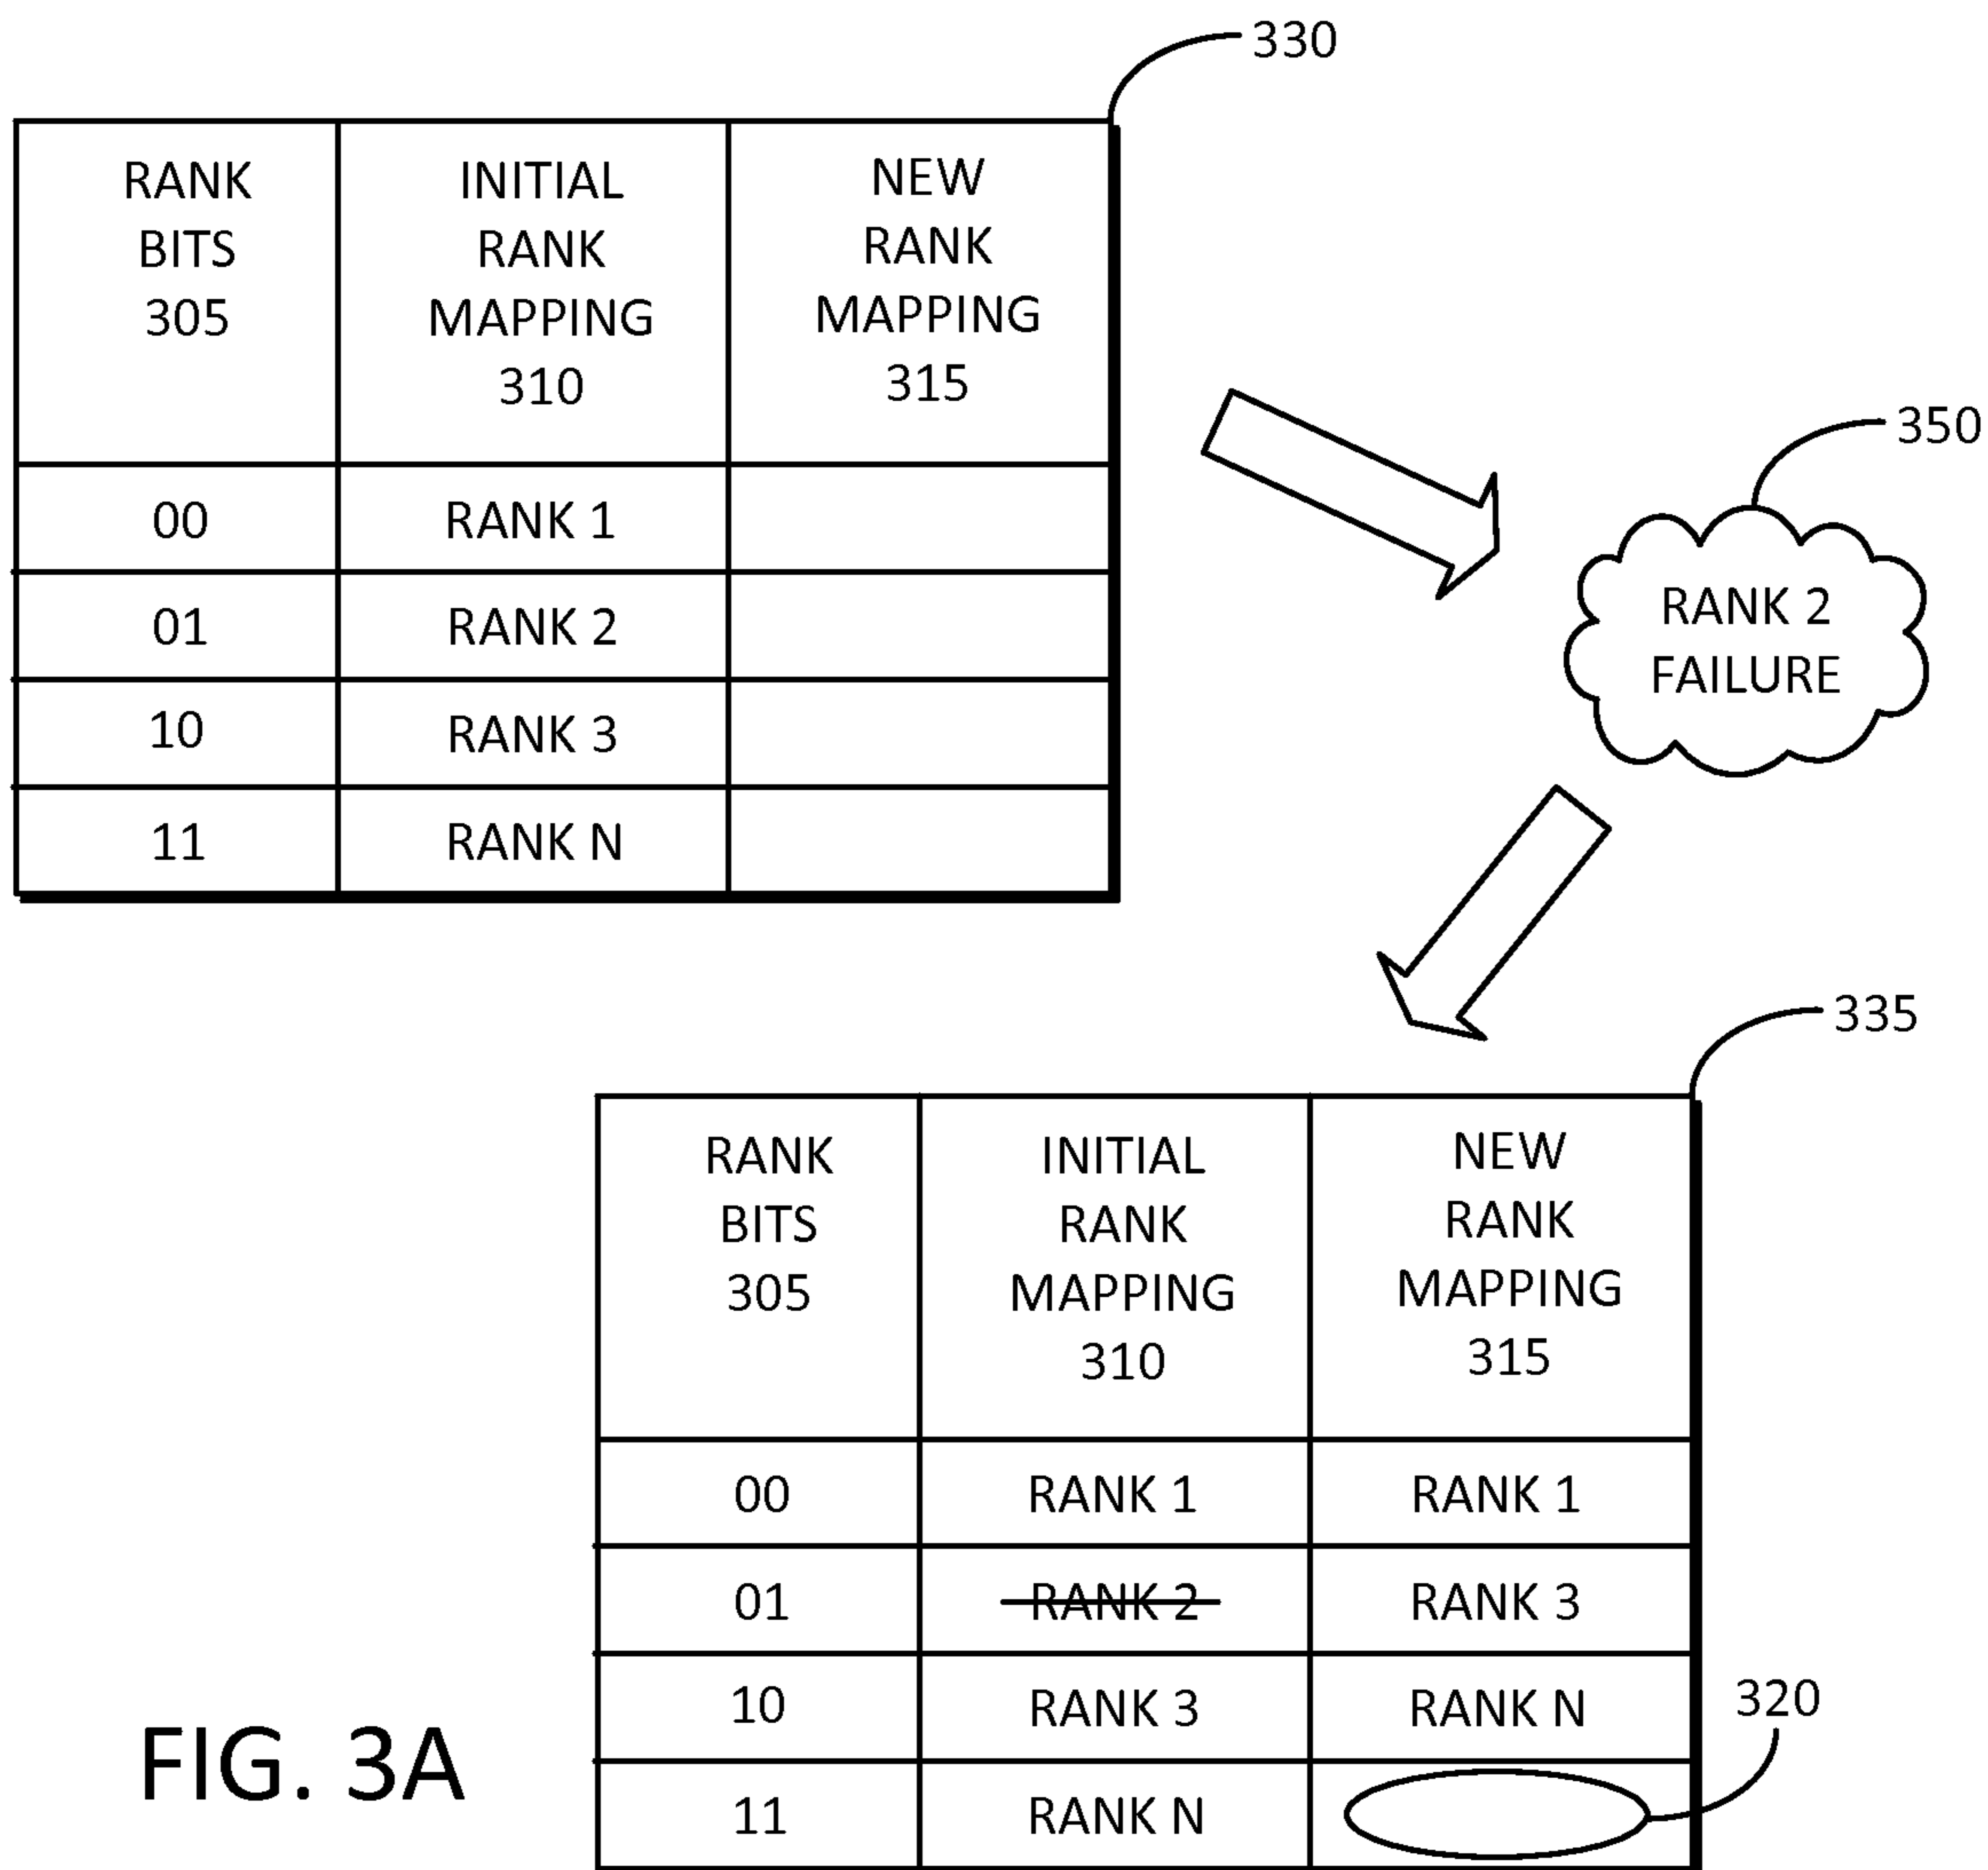 330
RANK BITS 305
INITIAL RANK MAPPING 310
NEW RANK MAPPING 315
00 RANK 1
01 RANK 2
10 RANK 3
11 RANK N
350
RANK 2
FAILURE
335
RANK BITS 305
INITIAL RANK MAPPING 310
NEW RANK MAPPING 315
00 RANK 1 RANK 1
01 RANK 2 RANK 3
10 RANK 3 RANK N
11 RANK N
320
FIG. 3A